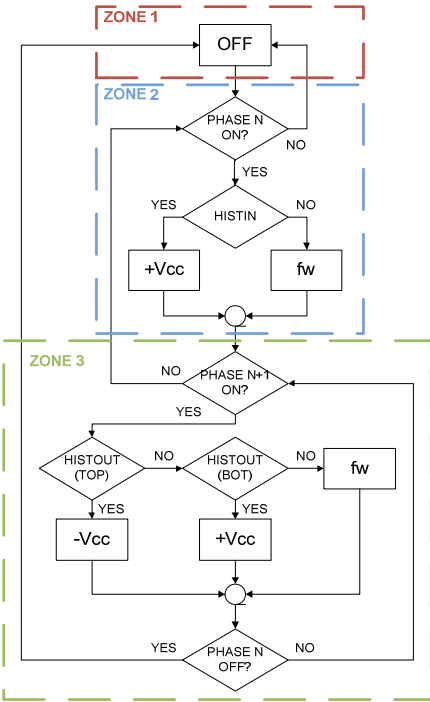 ZONE 1
OFF
ZONE 2
PHASE N
ON?
NO
YES
YES
NO
HISTIN
+Vcc
fw
ZONE 3
NO
PHASE N+1
ON?
YES
HISTOUT
(TOP)
NO
HISTOUT
(BOT)
NO
fw
YES
YES
-Vcc
+Vcc
YES
PHASE N
OFF?
NO